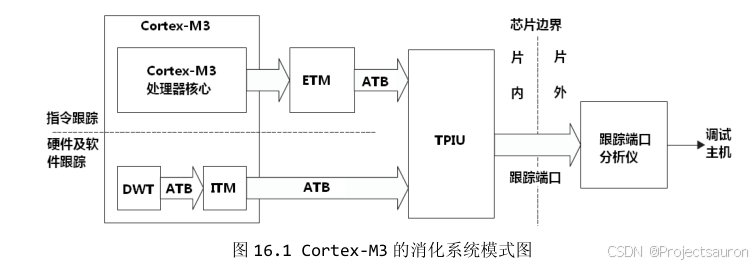 Cortex-M3
Cortex-M3
处理器核心
ETM
ATB
TPIU
芯片边界
片内
片外
指令跟踪
硬件及软
件跟踪
DWT
ATB
ITM
ATB
跟踪端口
跟踪端口
分析仪
调试
主机
图 16.1 Cortex-M3 的消化系统模式图
CSDN @Projectsauron